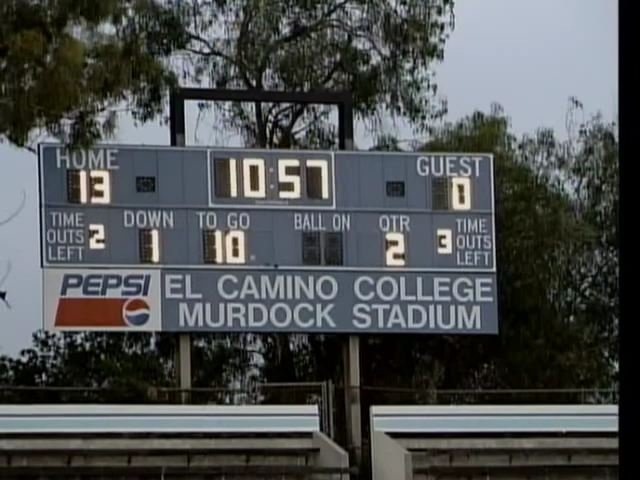 HOME 10:57 GUEST
13 0
TIME OUTS LEFT 2 DOWN 1 TO GO 10 BALL ON QTR 2 3 TIME OUTS LEFT
PEPSI EL CAMINO COLLEGE
MURDOCK STADIUM